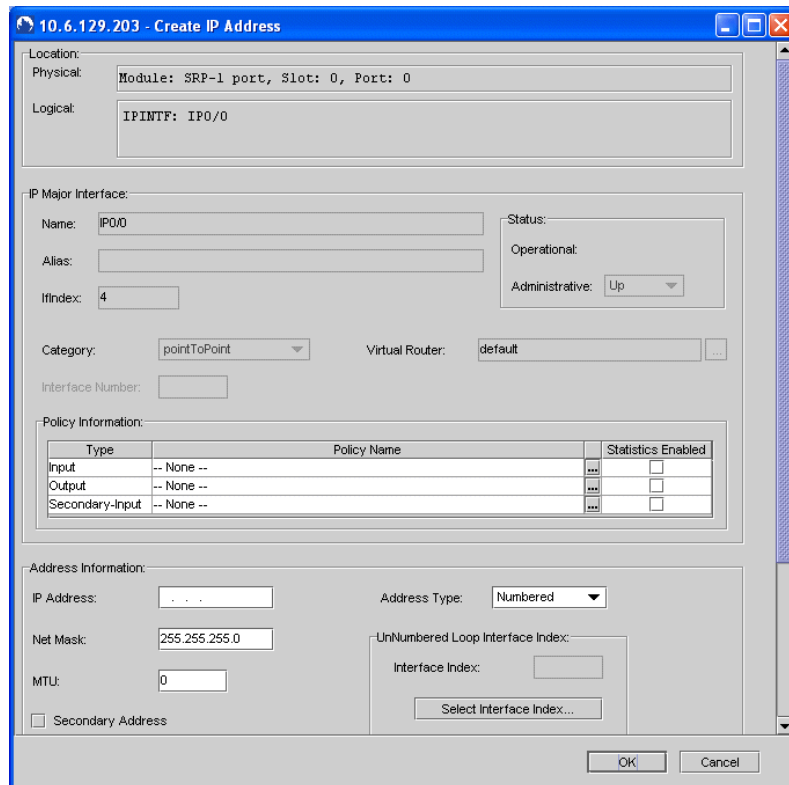 10.6.129.203 - Create IP Address
Location:
Physical: Module: SRP-1 port, Slot: 0, Port: 0
Logical: IPINTF: IP0/0
IP Major Interface:
Name: IP0/0
Status:
Operational:
Alias:
Administrative: Up
IfIndex: 4
Category: pointToPoint Virtual Router: default ...
Interface Number:
Policy Information:
Type Policy Name Statistics Enabled
Input -- None -- ...
Output -- None -- ...
Secondary-Input -- None -- ...
Address Information:
IP Address: . . . Address Type: Numbered
Net Mask: 255.255.255.0 UnNumbered Loop Interface Index:
Interface Index:
MTU: 0
Select Interface Index...
Secondary Address
OK Cancel